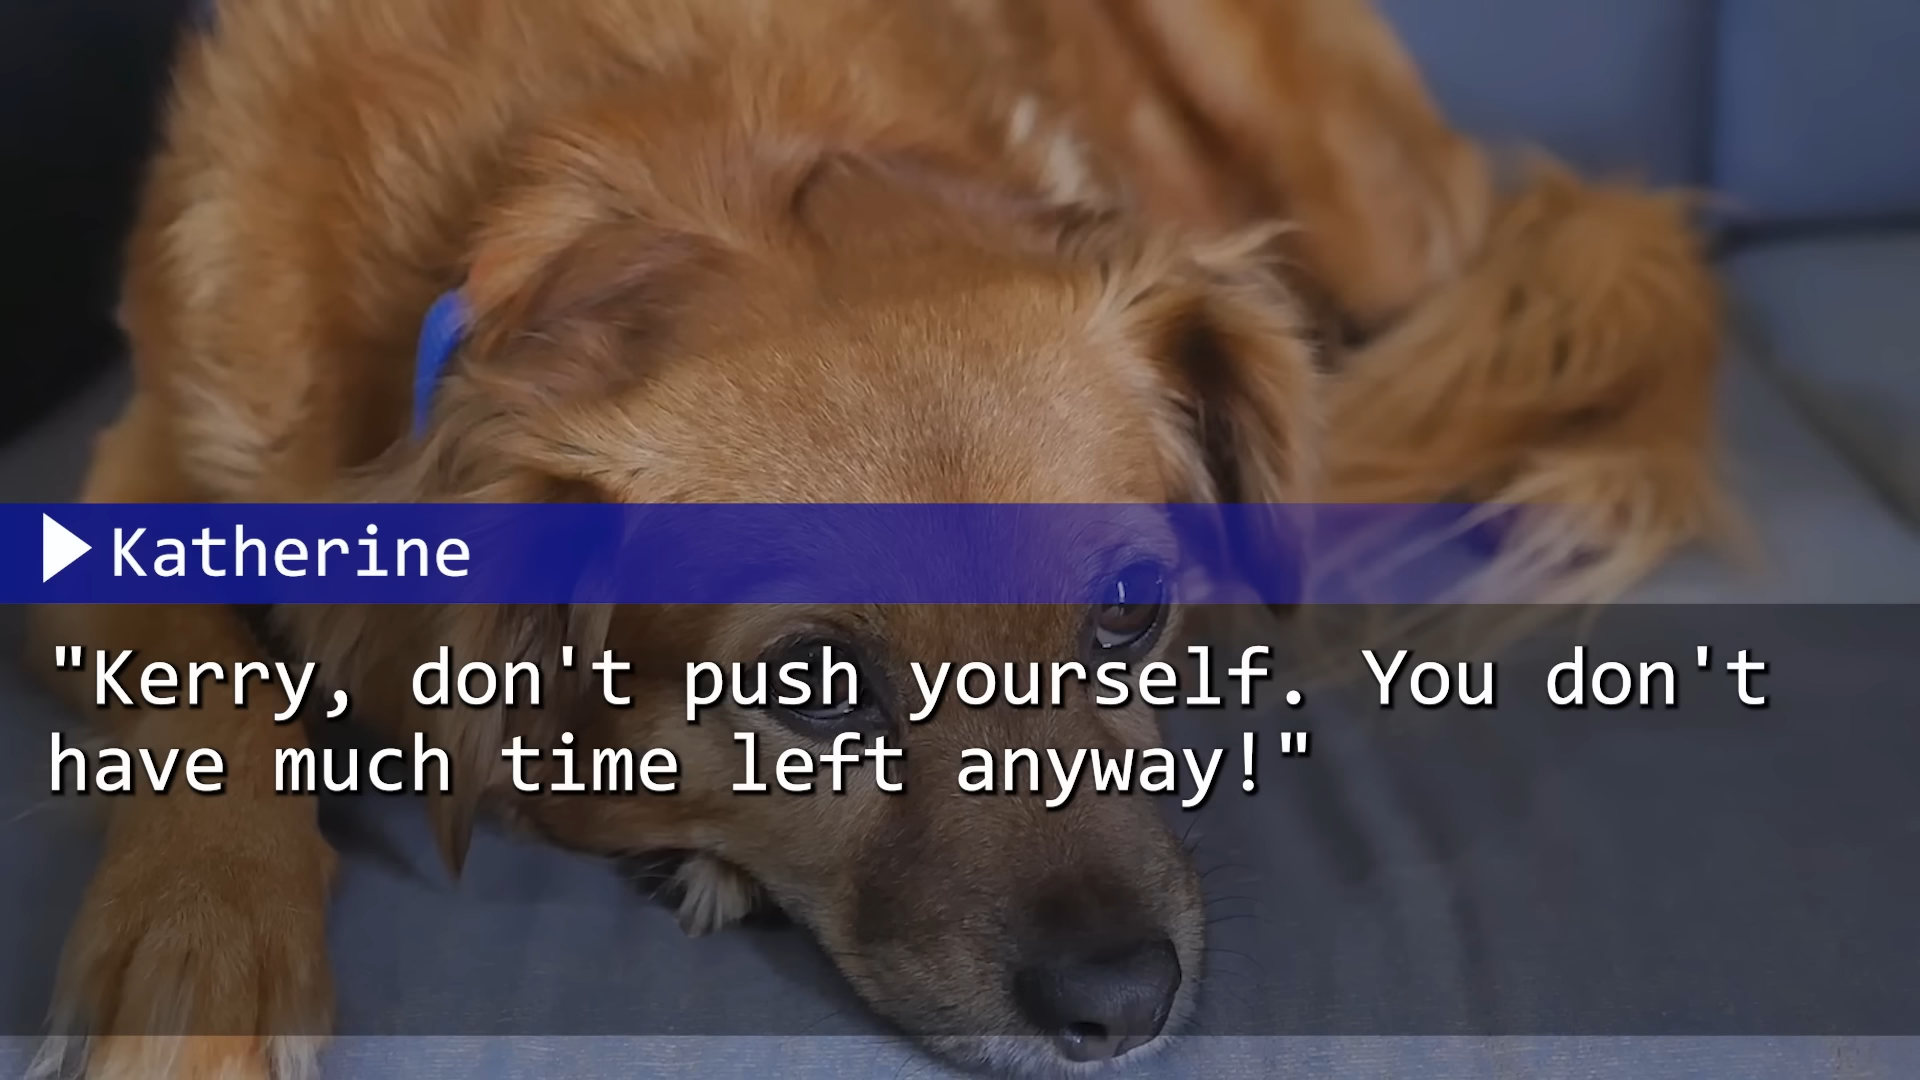 Katherine
"Kerry, don't push yourself. You don't
have much time left anyway!"